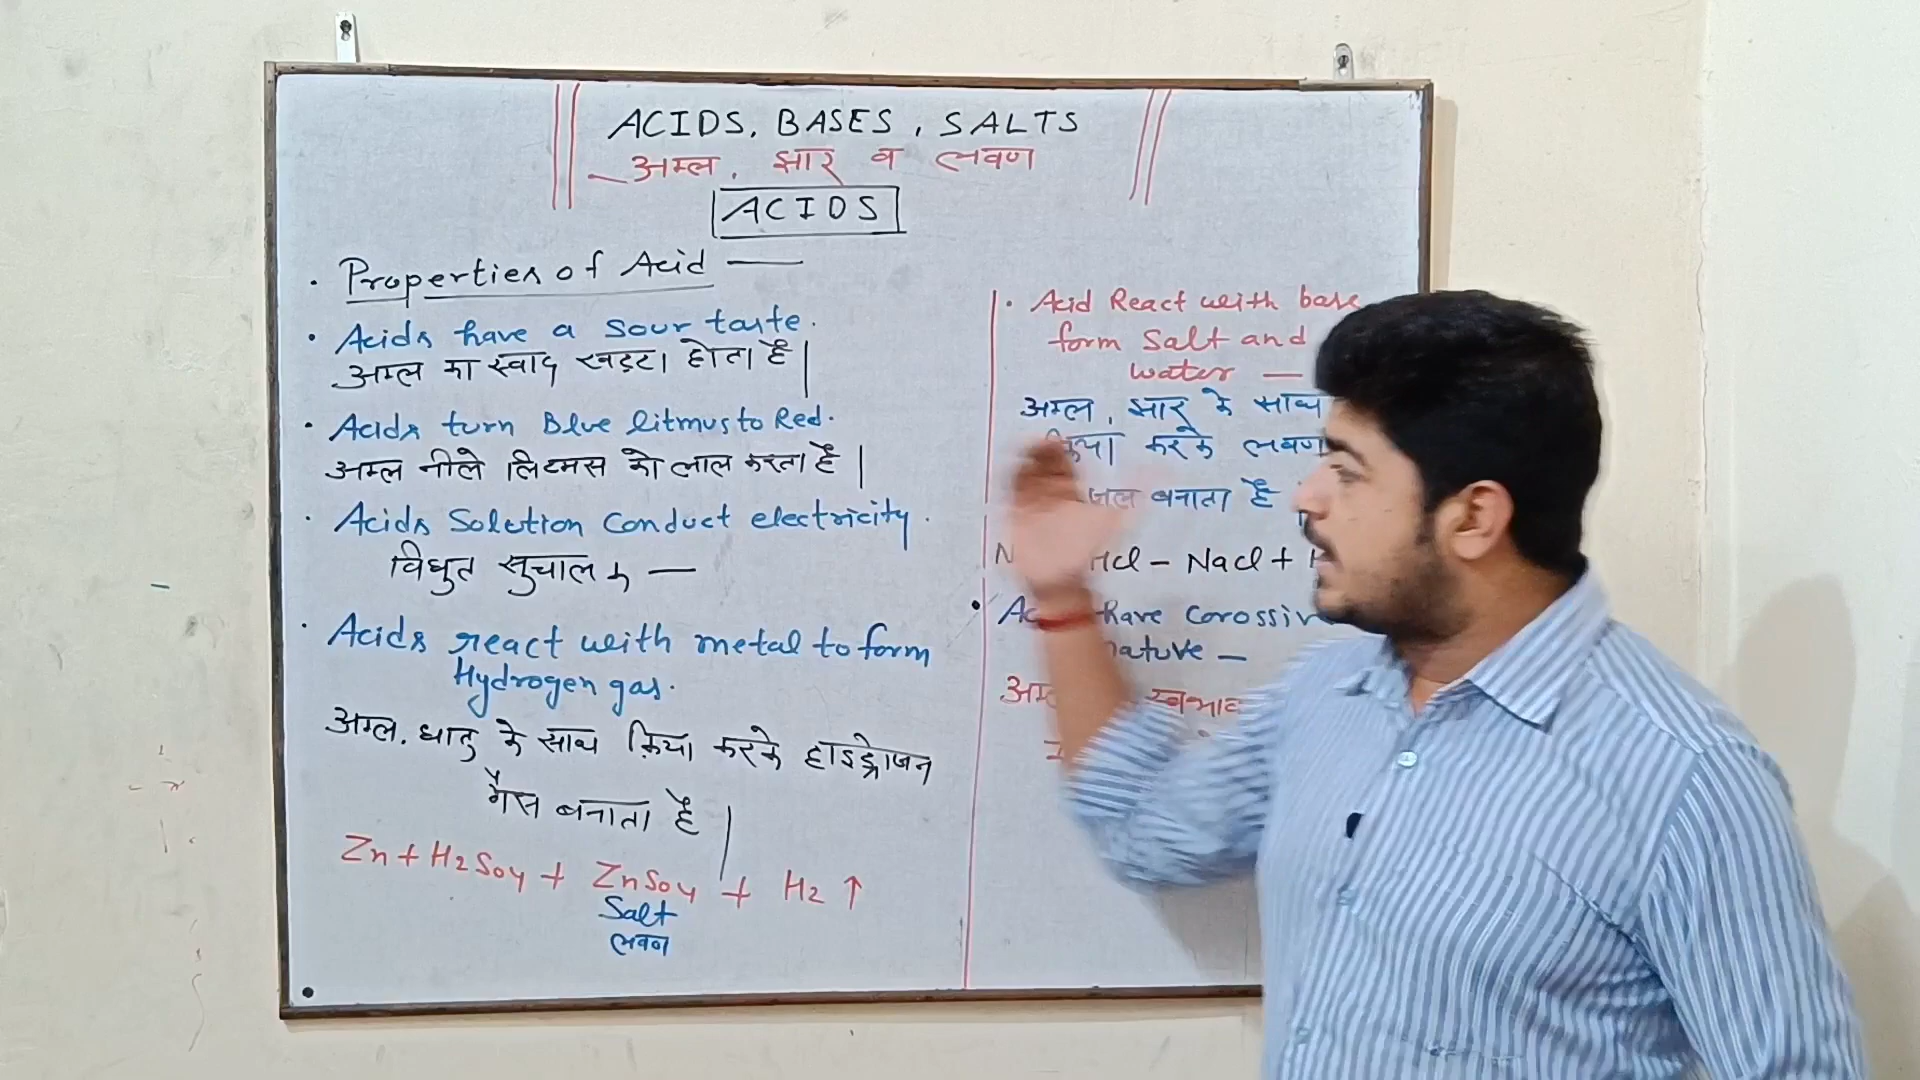 ACIDS, BASES, SALTS
अम्ल, क्षार व लवण
ACIDS
• Properties of Acid —
• Acids have a sour taste.
अम्ल का स्वाद खट्टा होता है |
• Acids turn Blue litmus to Red.
अम्ल नीले लिटमस को लाल करता है |
• Acids Solution Conduct electricity.
विधुत सुचालक —
• Acids react with metal to form
Hydrogen gas.
अम्ल, धातु के साथ क्रिया करके हाइड्रोजन
गैस बनाता है |
Zn + H2SO4 + ZnSO4 + H2 ↑
Salt
लवण
• Acid React with base
form Salt and
water —
अम्ल, क्षार के साथ
करके लवण
जल बनाता है
HCl – NaCl +
• have corossiv
nature —
स्वभाव